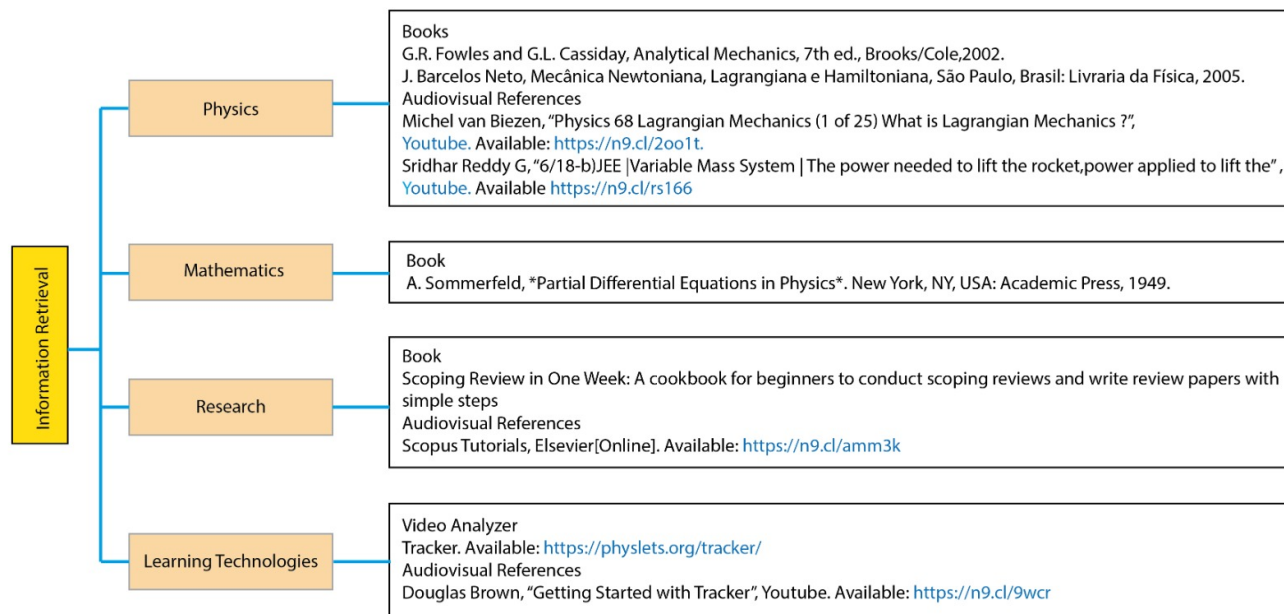 Information Retrieval
Physics
Books
G.R. Fowles and G.L. Cassiday, Analytical Mechanics, 7th ed., Brooks/Cole,2002.
J. Barcelos Neto, Mecânica Newtoniana, Lagrangiana e Hamiltoniana, São Paulo, Brasil: Livraria da Física, 2005.
Audiovisual References
Michel van Biezen, “Physics 68 Lagrangian Mechanics (1 of 25) What is Lagrangian Mechanics ?”,
Youtube. Available: https://n9.cl/2oo1t.
Sridhar Reddy G, “6/18-b)JEE |Variable Mass System | The power needed to lift the rocket,power applied to lift the” ,
Youtube. Available https://n9.cl/rs166
Mathematics
Book
A. Sommerfeld, *Partial Differential Equations in Physics*. New York, NY, USA: Academic Press, 1949.
Research
Book
Scoping Review in One Week: A cookbook for beginners to conduct scoping reviews and write review papers with
simple steps
Audiovisual References
Scopus Tutorials, Elsevier[Online]. Available: https://n9.cl/amm3k
Learning Technologies
Video Analyzer
Tracker. Available: https://physlets.org/tracker/
Audiovisual References
Douglas Brown, “Getting Started with Tracker”, Youtube. Available: https://n9.cl/9wcr